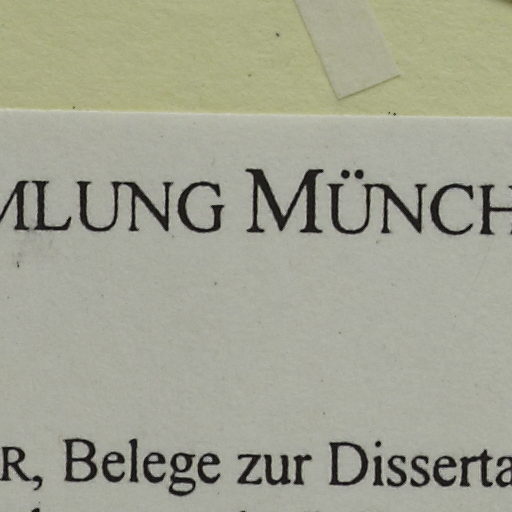 MLUNG MÜNCH
R, Belege zur Disserta